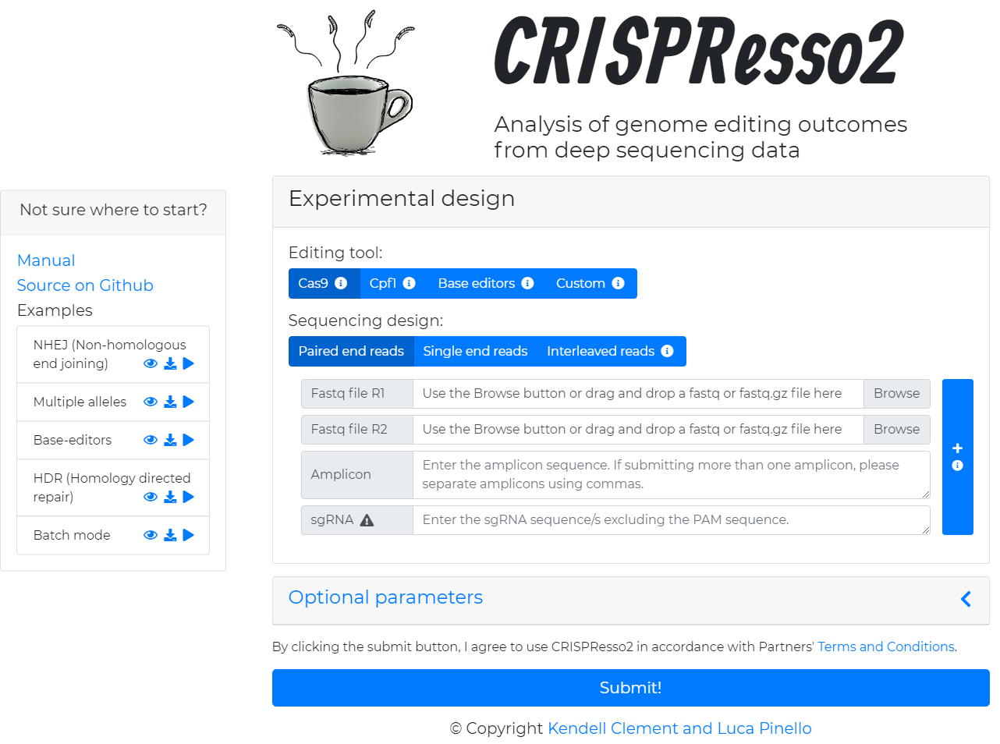 CRISPResso2
Analysis of genome editing outcomes
from deep sequencing data
Not sure where to start?
Manual
Source on Github
Examples
NHEJ (Non-homologous
end joining)
Multiple alleles
Base-editors
HDR (Homology directed
repair)
Batch mode
Experimental design
Editing tool:
Cas9 Cpf1 Base editors Custom
Sequencing design:
Paired end reads Single end reads Interleaved reads
Fastq file R1 Use the Browse button or drag and drop a fastq or fastq.gz file here Browse
Fastq file R2 Use the Browse button or drag and drop a fastq or fastq.gz file here Browse
Amplicon Enter the amplicon sequence. If submitting more than one amplicon, please
separate amplicons using commas.
sgRNA Enter the sgRNA sequence/s excluding the PAM sequence.
Optional parameters
By clicking the submit button, I agree to use CRISPResso2 in accordance with Partners' Terms and Conditions.
Submit!
© Copyright Kendell Clement and Luca Pinello